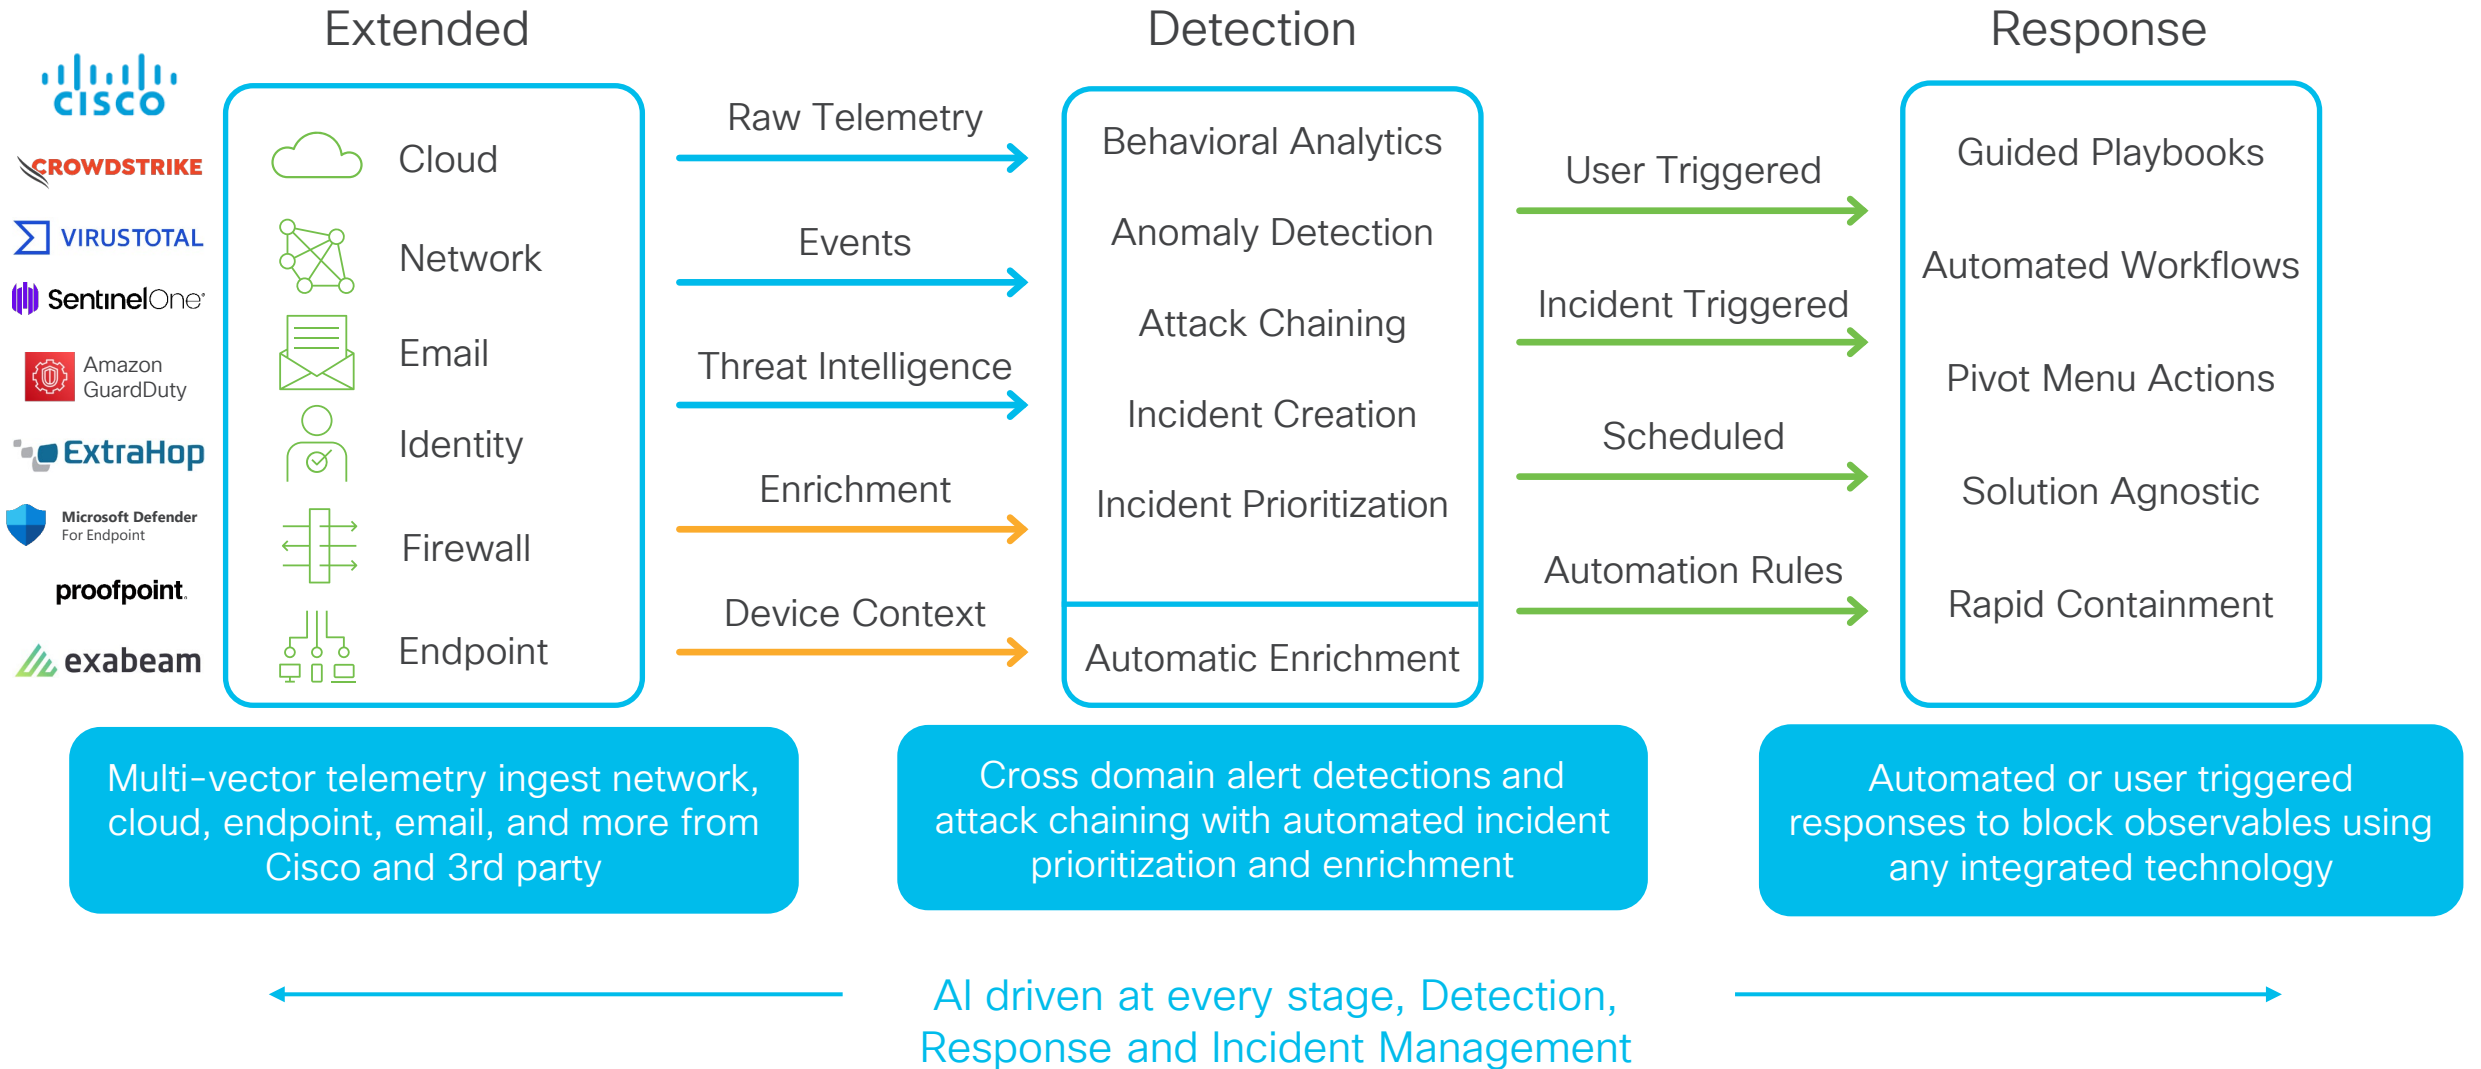 Extended
Detection
Response
CISCO
CROWDSTRIKE
VIRUSTOTAL
SentinelOne
Amazon
GuardDuty
ExtraHop
Microsoft Defender
For Endpoint
proofpoint.
exabeam
Cloud
Network
Email
Identity
Firewall
Endpoint
Raw Telemetry
Events
Threat Intelligence
Enrichment
Device Context
Behavioral Analytics
Anomaly Detection
Attack Chaining
Incident Creation
Incident Prioritization
Automatic Enrichment
User Triggered
Incident Triggered
Scheduled
Automation Rules
Guided Playbooks
Automated Workflows
Pivot Menu Actions
Solution Agnostic
Rapid Containment
Multi-vector telemetry ingest network,
cloud, endpoint, email, and more from
Cisco and 3rd party
Cross domain alert detections and
attack chaining with automated incident
prioritization and enrichment
Automated or user triggered
responses to block observables using
any integrated technology
AI driven at every stage, Detection,
Response and Incident Management